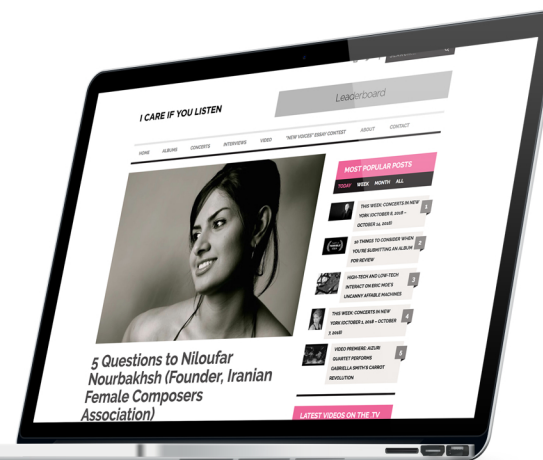 I CARE IF YOU LISTEN
Leaderboard
HOME ALBUMS CONCERTS INTERVIEWS VIDEO "NEW VOICES" ESSAY CONTEST ABOUT CONTACT
5 Questions to Niloufar
Nourbakhsh (Founder, Iranian
Female Composers
Association)
MOST POPULAR POSTS
TODAY WEEK MONTH ALL
THIS WEEK: CONCERTS IN NEW
YORK (OCTOBER 8, 2018 –
OCTOBER 14, 2018)
1
10 THINGS TO CONSIDER WHEN
YOU'RE SUBMITTING AN ALBUM
FOR REVIEW
2
HIGH-TECH AND LOW-TECH
INTERACT ON ERIC MOE'S
UNCANNY AFFABLE MACHINES
3
THIS WEEK: CONCERTS IN NEW
YORK (OCTOBER 1, 2018 – OCTOBER
7, 2018)
4
VIDEO PREMIERE: AIZURI
QUARTET PERFORMS
GABRIELLA SMITH'S CARROT
REVOLUTION
5
LATEST VIDEOS ON THE .TV